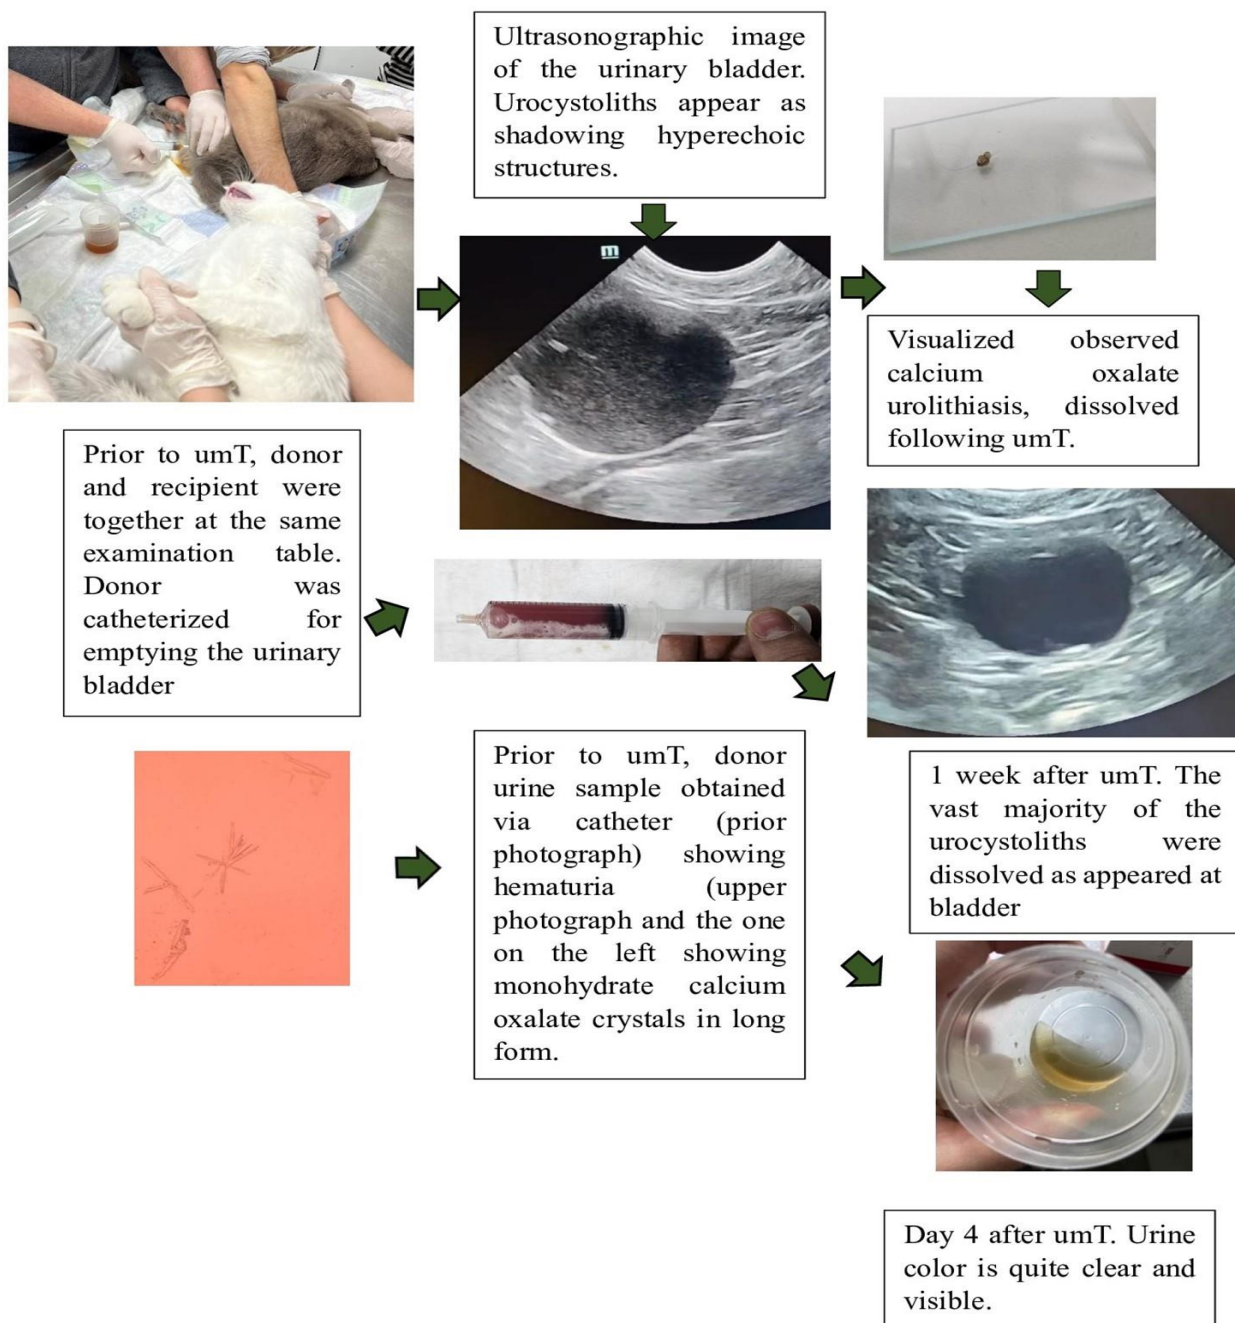 Ultrasonographic image
of the urinary bladder.
Urocystoliths appear as
shadowing hyperechoic
structures.
m
Visualized observed
calcium oxalate
urolithiasis, dissolved
following umT.
Prior to umT, donor
and recipient were
together at the same
examination table.
Donor was
catheterized for
emptying the urinary
bladder
Prior to umT, donor
urine sample obtained
via catheter (prior
photograph) showing
hematuria (upper
photograph and the one
on the left showing
monohydrate calcium
oxalate crystals in long
form.
1 week after umT. The
vast majority of the
urocystoliths were
dissolved as appeared at
bladder
Day 4 after umT. Urine
color is quite clear and
visible.